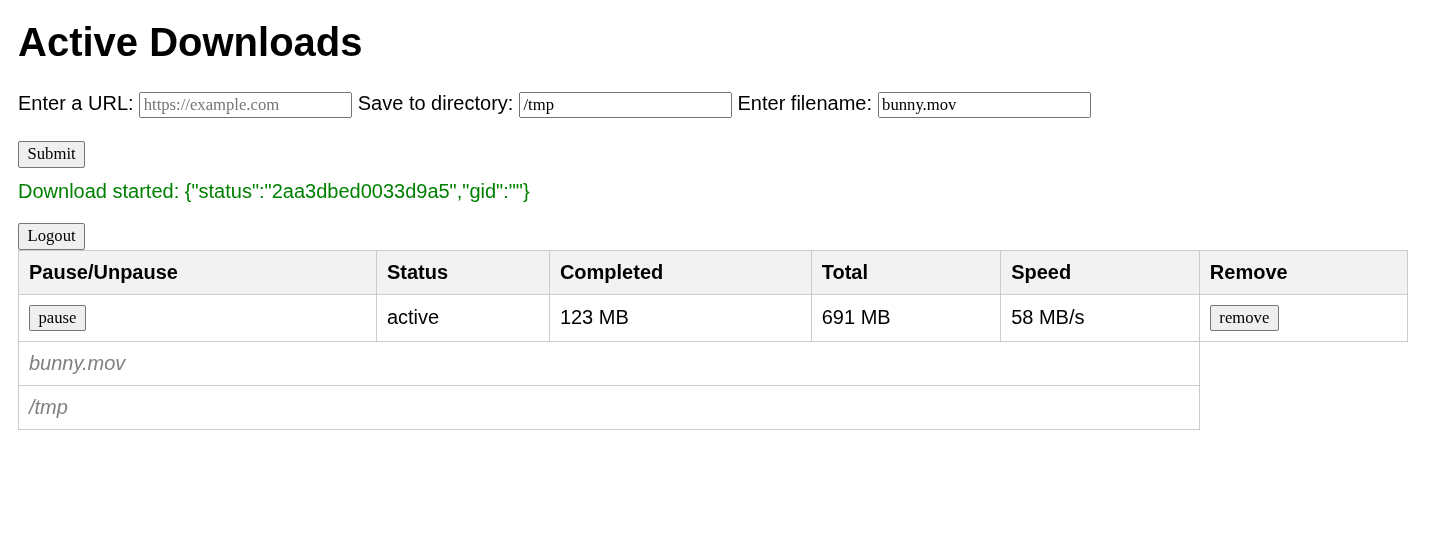 Active Downloads
Enter a URL: https://example.com Save to directory: /tmp Enter filename: bunny.mov
Submit
Download started: {"status":"2aa3dbed0033d9a5","gid":""}
Logout
Pause/Unpause Status Completed Total Speed Remove
pause active 123 MB 691 MB 58 MB/s remove
bunny.mov
/tmp